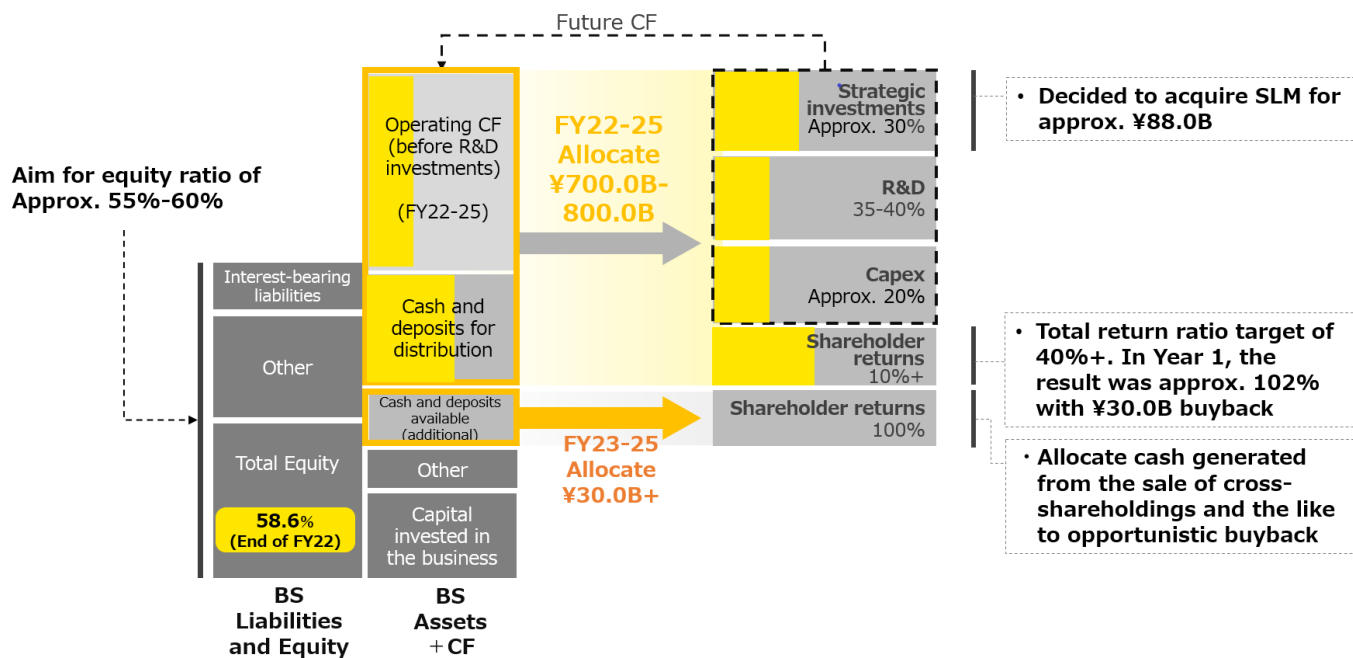 Future CF
Aim for equity ratio of
Approx. 55%-60%
Interest-bearing
liabilities
Other
Total Equity
58.6%
(End of FY22)
BS
Liabilities
and Equity
Operating CF
(before R&D
investments)
(FY22-25)
Cash and
deposits for
distribution
Cash and deposits
available
(additional)
Other
Capital
invested in
the business
BS
Assets
+CF
FY22-25
Allocate
¥700.0B-
800.0B
FY23-25
Allocate
¥30.0B+
Strategic
investments
Approx. 30%
R&D
35-40%
Capex
Approx. 20%
Shareholder
returns
10%+
Shareholder returns
100%
・ Decided to acquire SLM for
approx. ¥88.0B
・ Total return ratio target of
40%+. In Year 1, the
result was approx. 102%
with ¥30.0B buyback
・Allocate cash generated
from the sale of cross-
shareholdings and the like
to opportunistic buyback